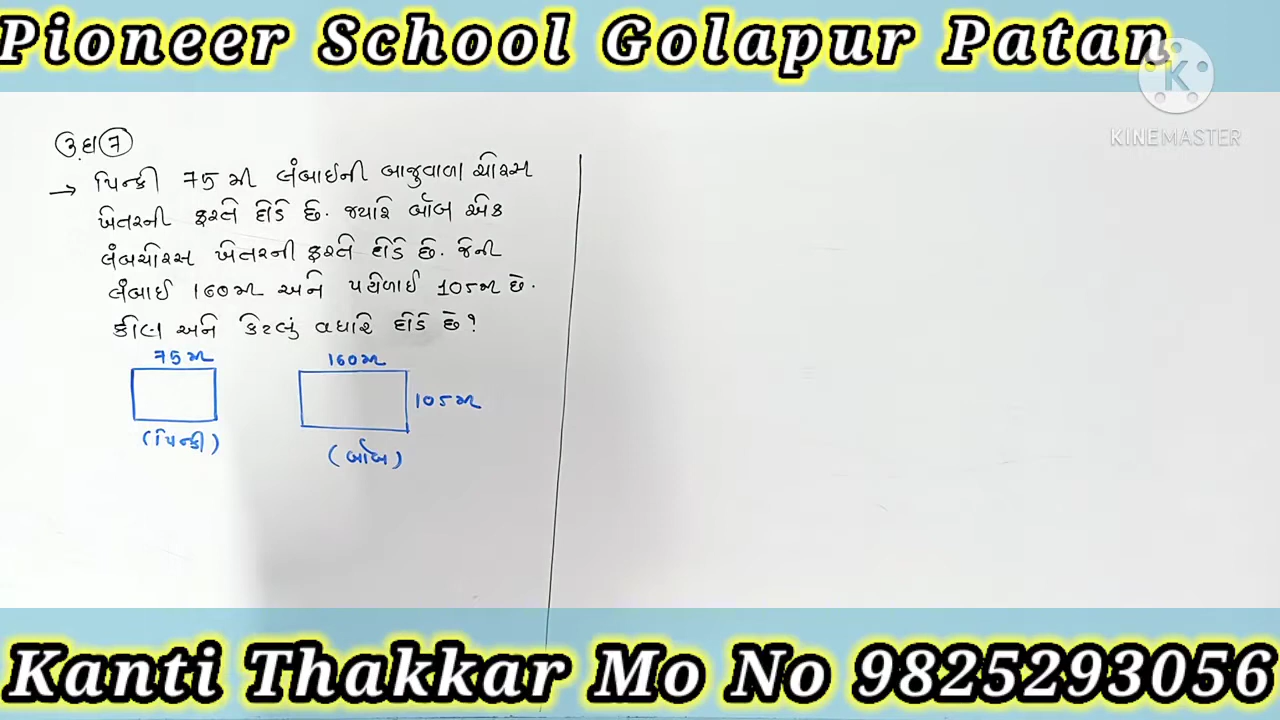 Pioneer School Golapur Patan
KINEMASTER
ઉદા 7
→ પિન્કી 75 મી લંબાઈની બાજુવાળા ચોરસ
ખેતરની ફરતે દોડે છે. જ્યારે બૉબ એક
લંબચોરસ ખેતરની ફરતે દોડે છે. જેની
લંબાઈ 160મ અને પહોળાઈ 105મ છે.
કોણ અને કેટલું વધારે દોડે છે?
75મ 160મ
105મ
(પિન્કી)
(બૉબ)
Kanti Thakkar Mo No 9825293056